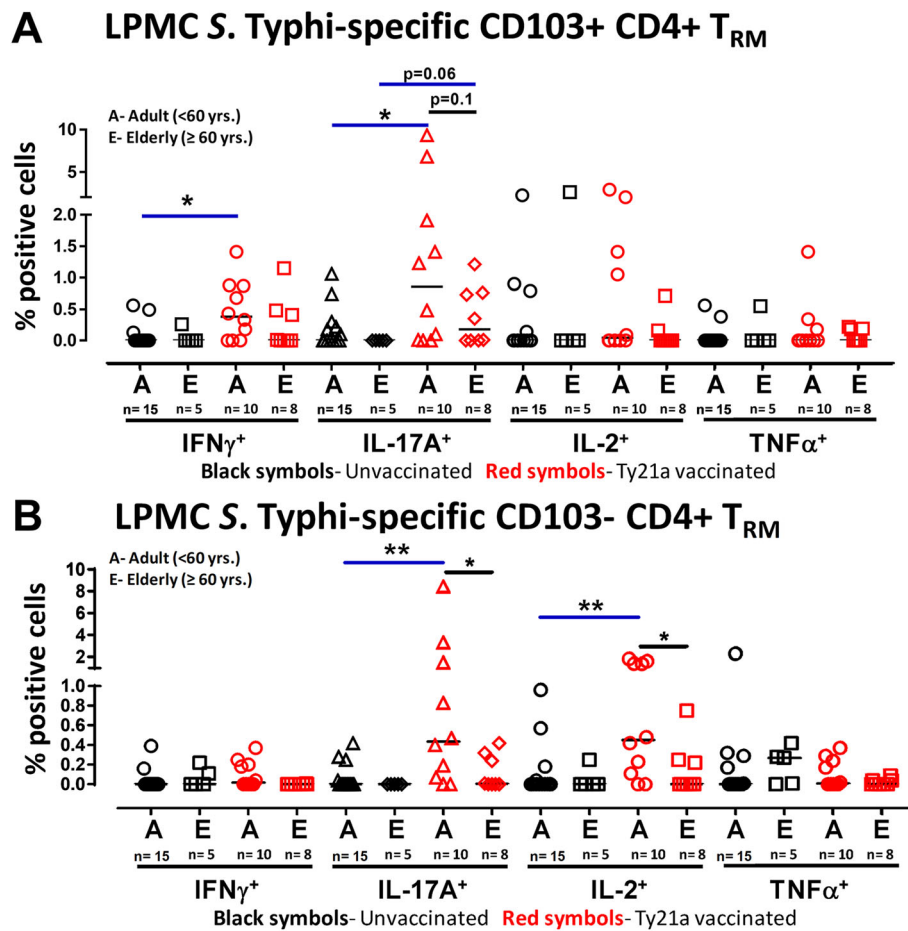 A LPMC S. Typhi-specific CD103+ CD4+ TRM
p=0.06
p=0.1
A- Adult (<60 yrs.)
E- Elderly (≥ 60 yrs.)
*
*
% positive cells
10
5
2.0
1.5
1.0
0.5
0.0
A E A E A E A E A E A E A E A E
n= 15 n= 5 n= 10 n= 8 n= 15 n= 5 n= 10 n= 8 n= 15 n= 5 n= 10 n= 8 n= 15 n= 5 n= 10 n= 8
IFNγ+ IL-17A+ IL-2+ TNFα+
Black symbols- Unvaccinated Red symbols- Ty21a vaccinated
B LPMC S. Typhi-specific CD103- CD4+ TRM
A- Adult (<60 yrs.)
E- Elderly (≥ 60 yrs.)
** *
** *
% positive cells
10
8
6
4
2
1.0
0.8
0.6
0.4
0.2
0.0
A E A E A E A E A E A E A E A E
n= 15 n= 5 n= 10 n= 8 n= 15 n= 5 n= 10 n= 8 n= 15 n= 5 n= 10 n= 8 n= 15 n= 5 n= 10 n= 8
IFNγ+ IL-17A+ IL-2+ TNFα+
Black symbols- Unvaccinated Red symbols- Ty21a vaccinated